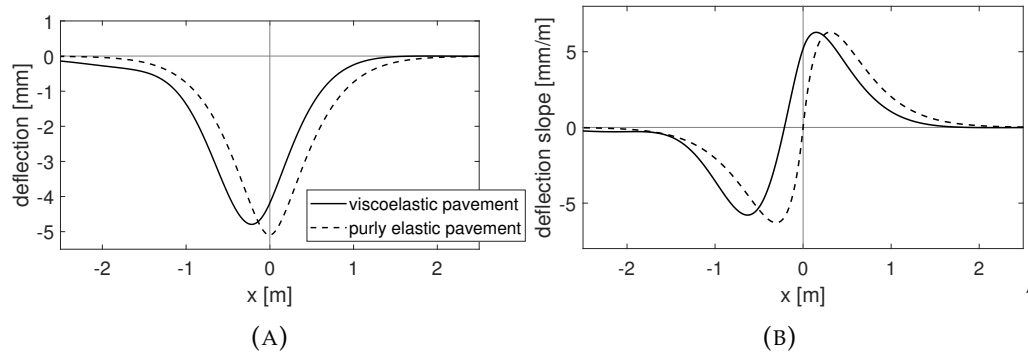 1
0
-1
-2
-3
-4
-5
deflection [mm]
-2
-1
0
1
2
x [m]
viscoelastic pavement
purly elastic pavement
(A)
5
0
-5
deflection slope [mm/m]
-2
-1
0
1
2
x [m]
(B)